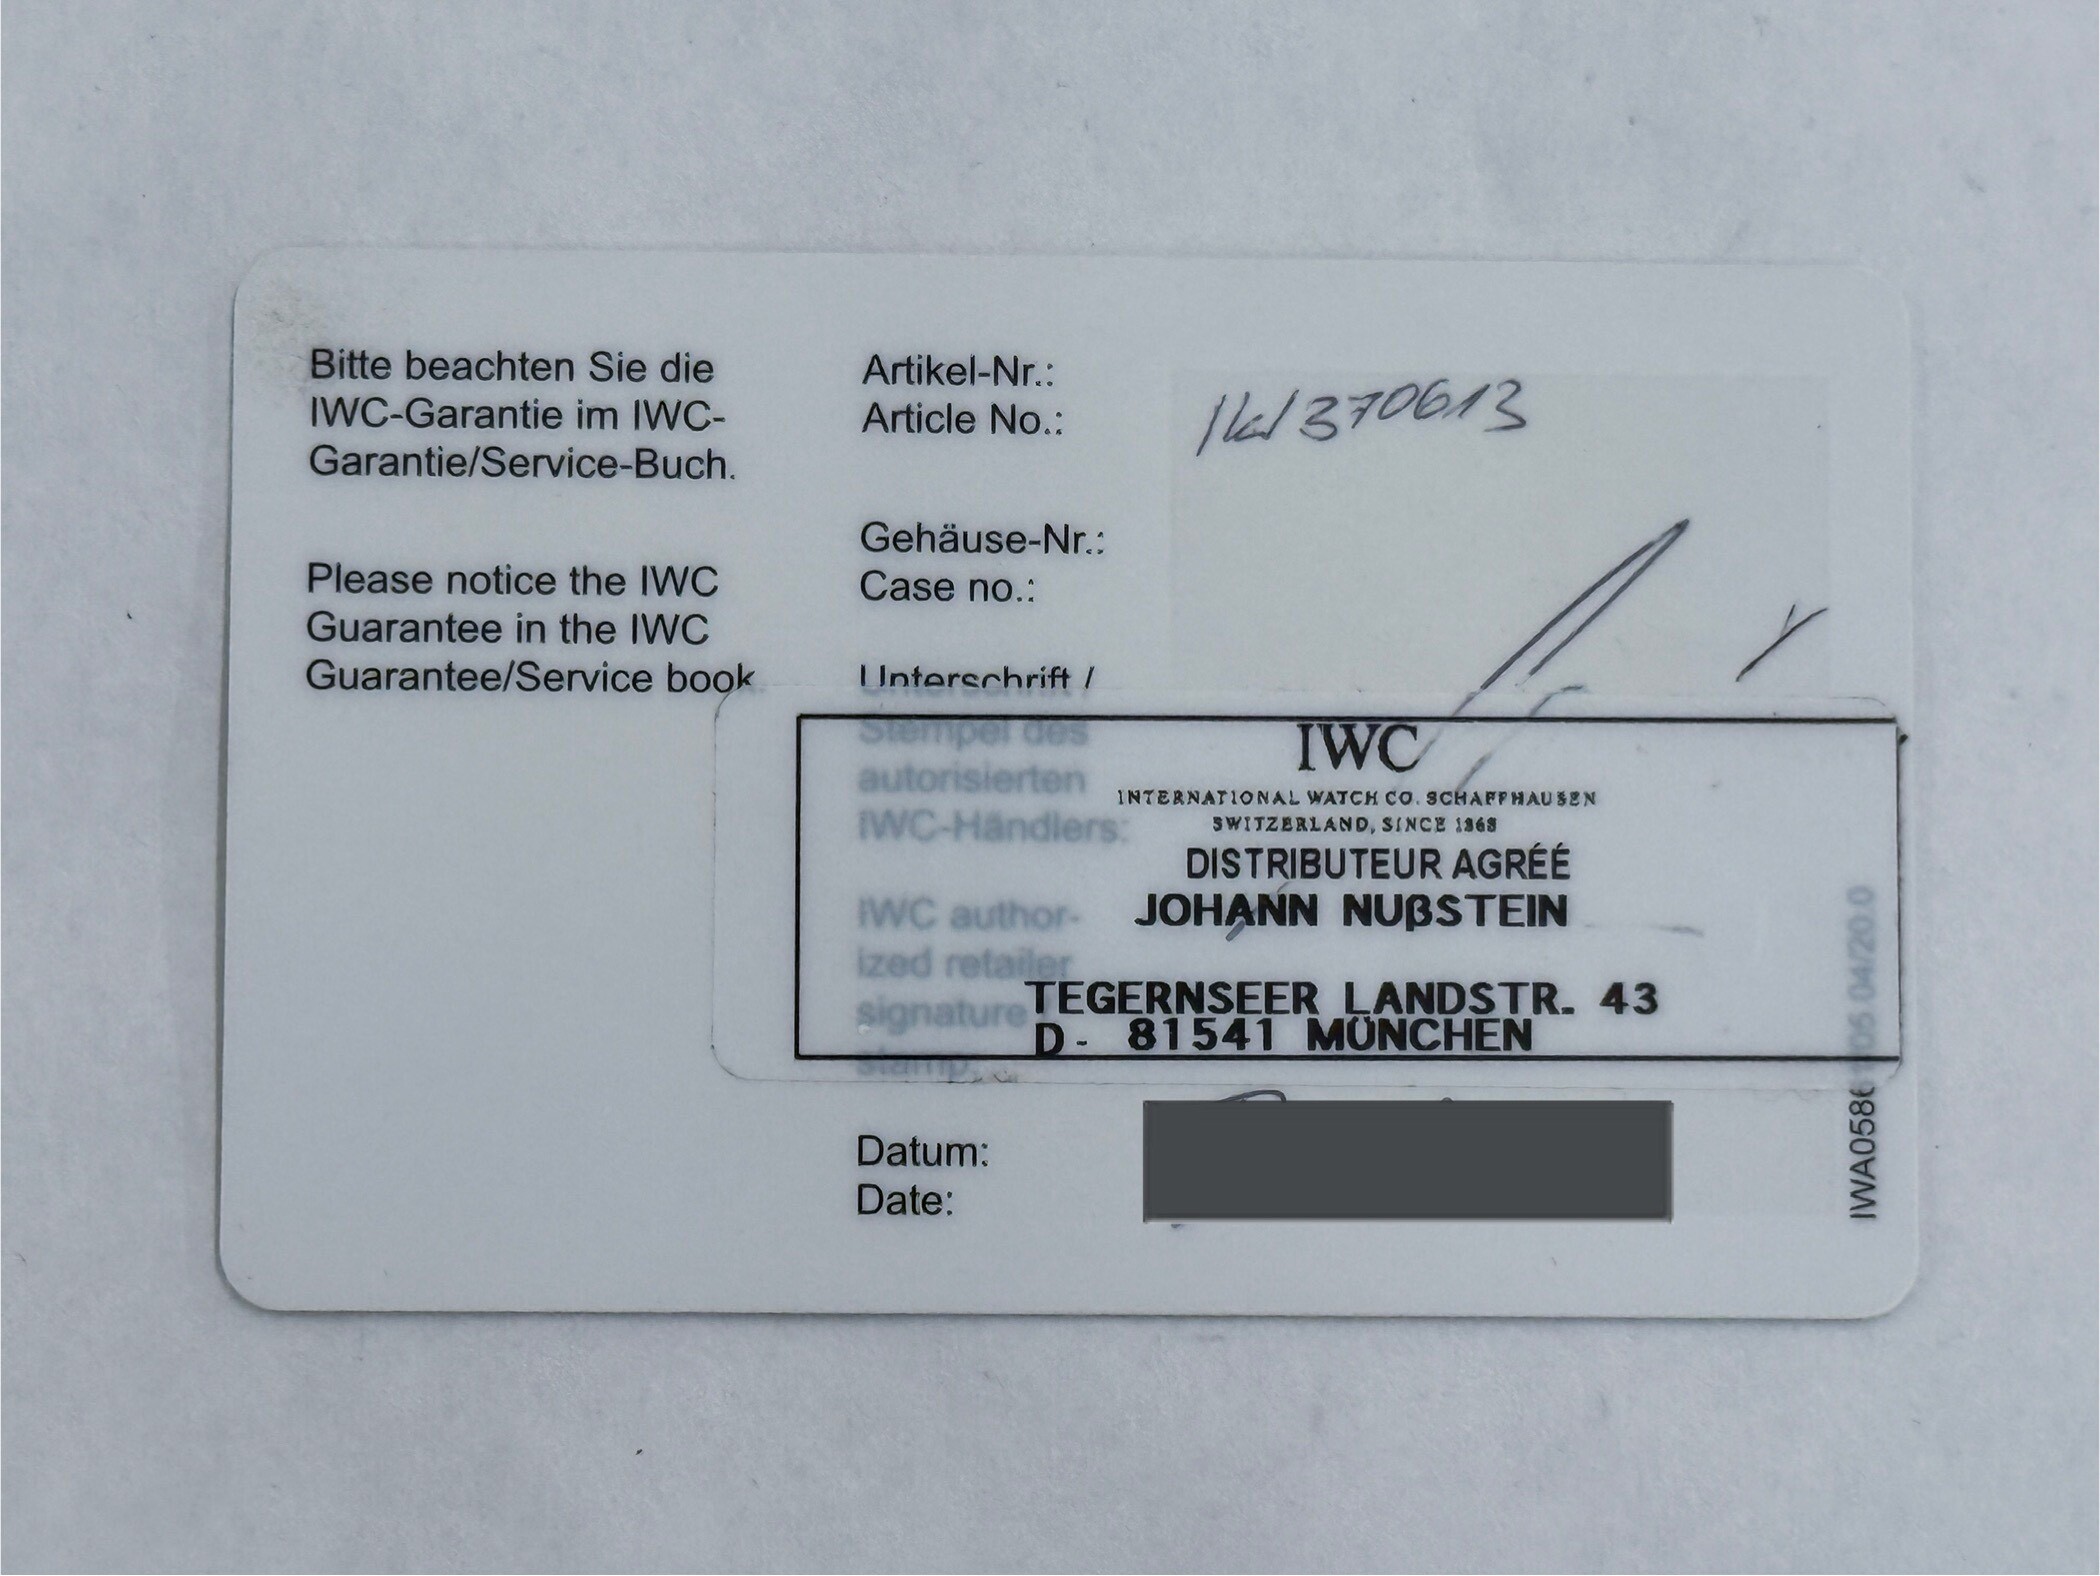 Bitte beachten Sie die
IWC-Garantie im IWC-
Garantie/Service-Buch.
Please notice the IWC
Guarantee in the IWC
Guarantee/Service book
Artikel-Nr.:
Article No.:
IW370613
Gehäuse-Nr.:
Case no.:
Unterschrift /
Stempel des
autorisierten
IWC-Händlers:
IWC author-
ized retailer
signature
stamp:
IWC
INTERNATIONAL WATCH CO. SCHAFFHAUSEN
SWITZERLAND, SINCE 1868
DISTRIBUTEUR AGRÉÉ
JOHANN NUßSTEIN
TEGERNSEER LANDSTR. 43
D- 81541 MÜNCHEN
Datum:
Date:
04/20.0